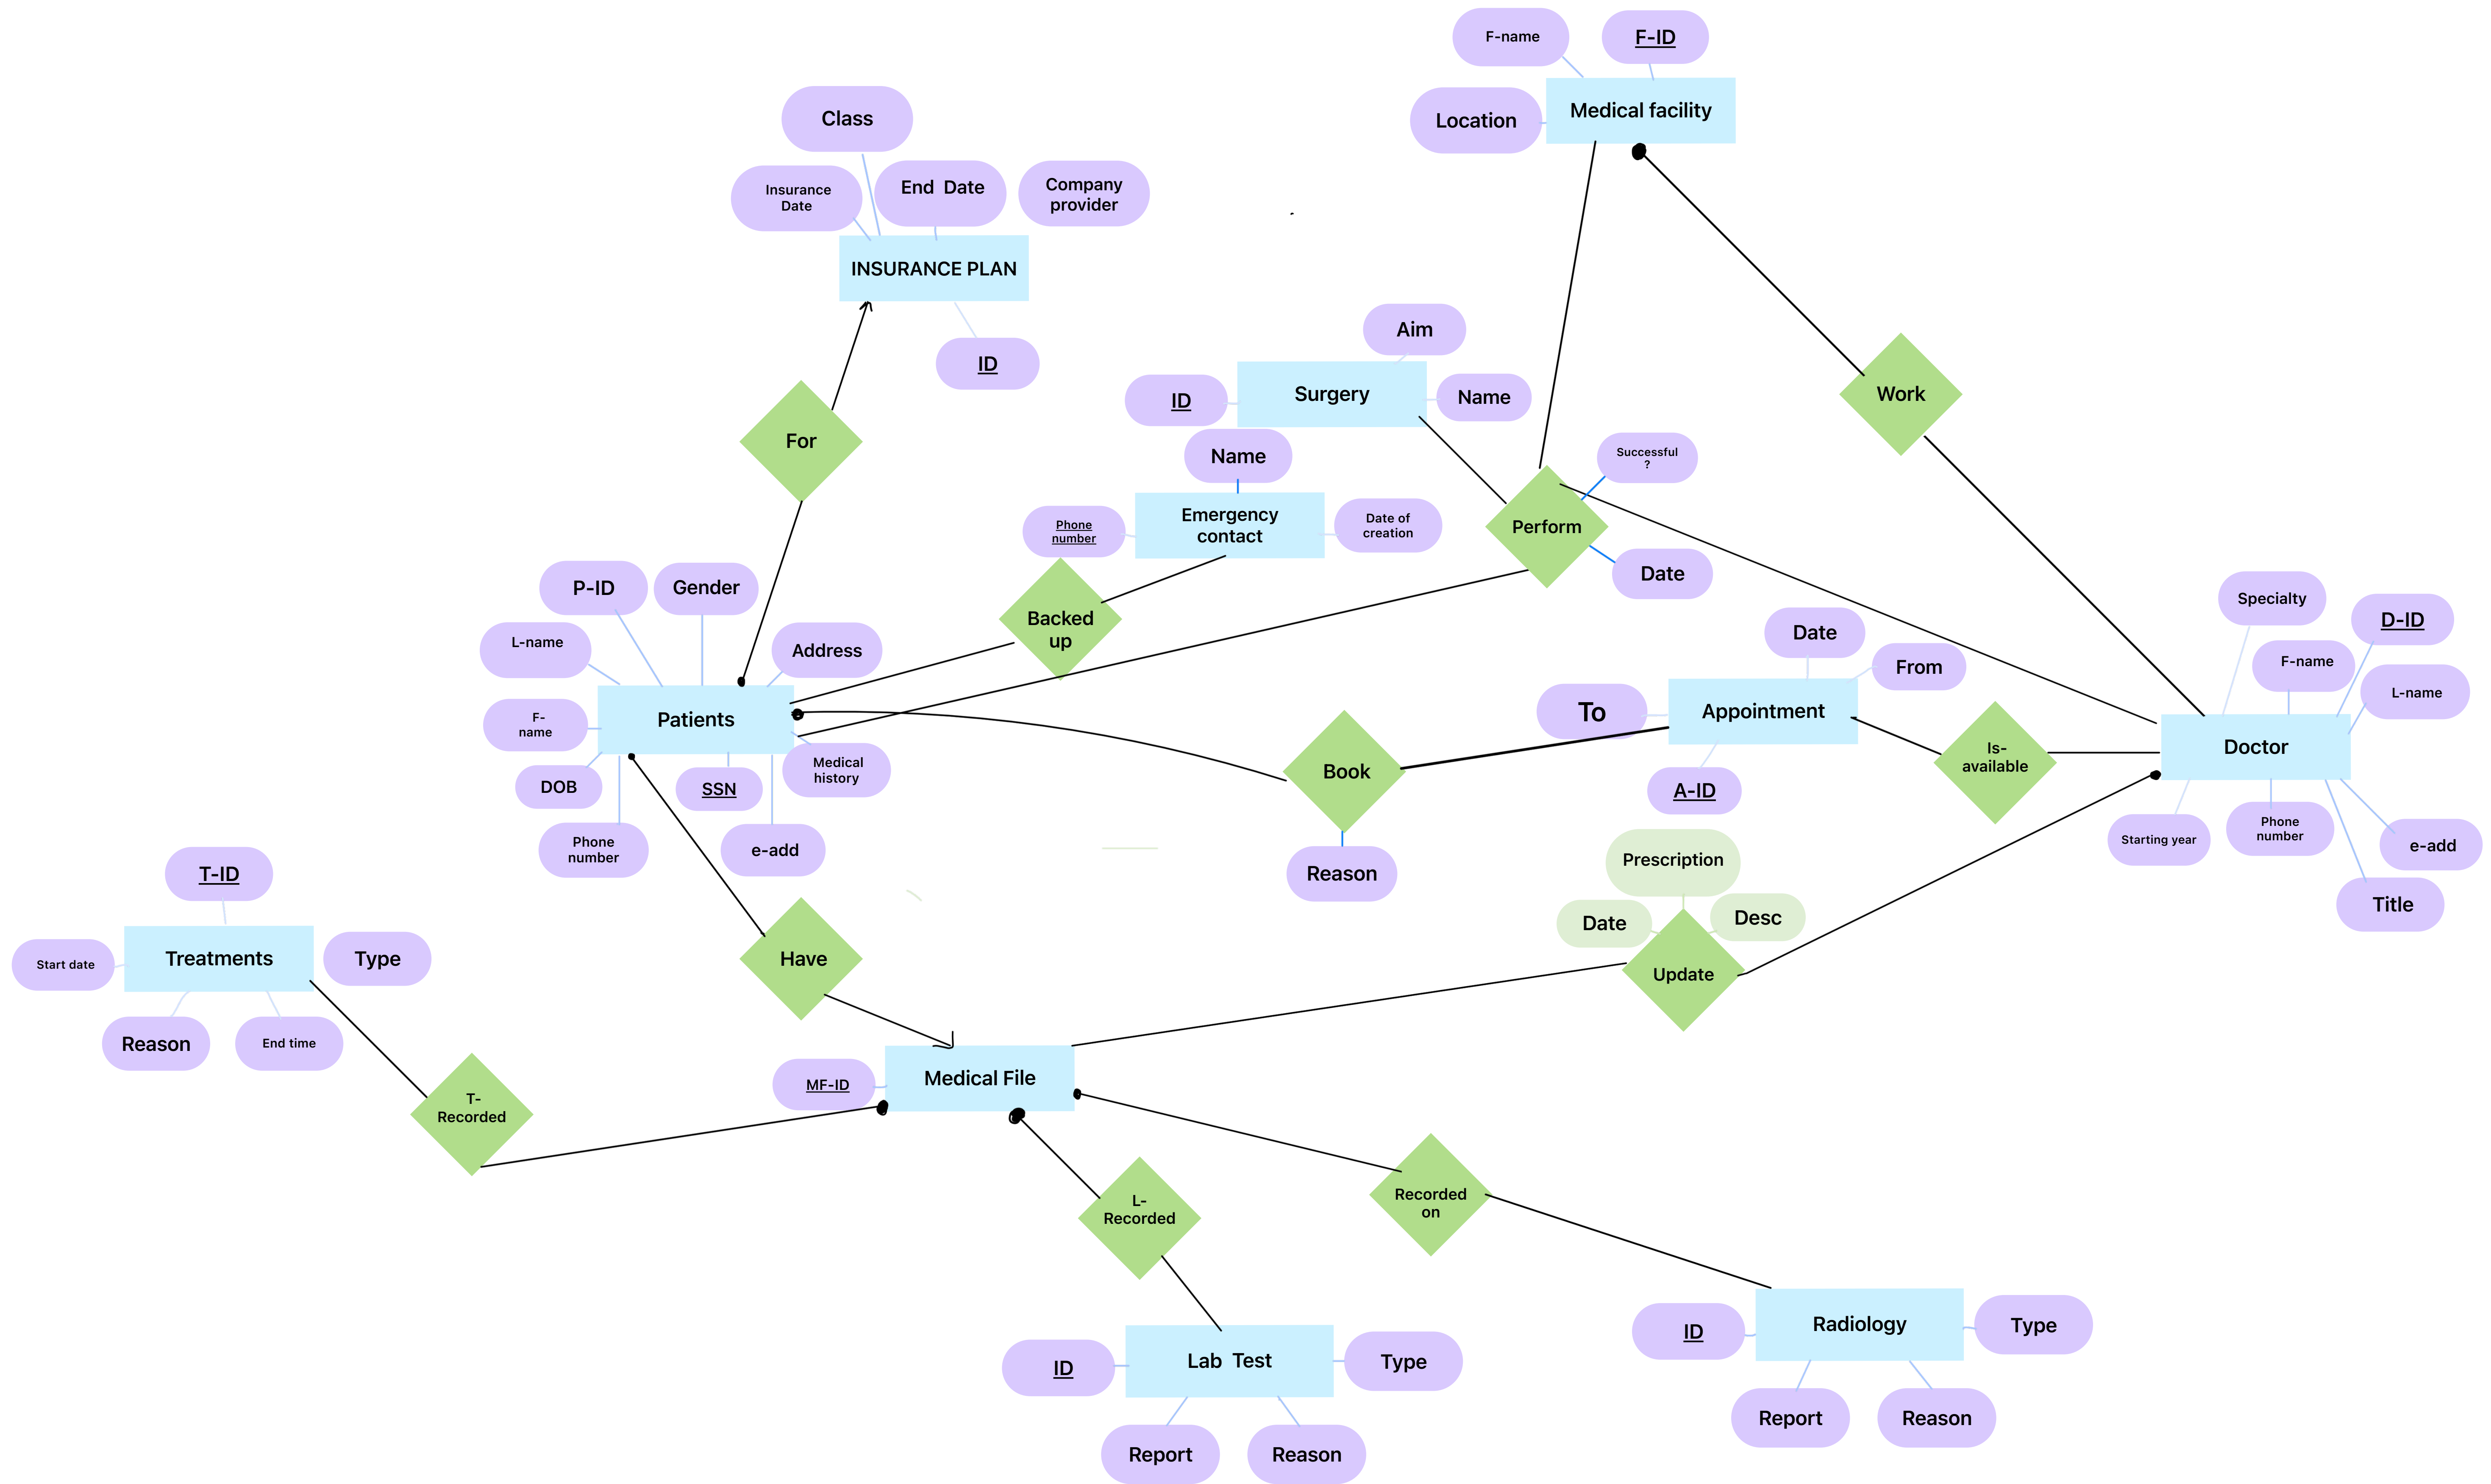 F-name
F-ID
Medical facility
Location
Class
Insurance
Date
End Date
Company
provider
INSURANCE PLAN
ID
For
Aim
Surgery
ID
Name
Work
Name
Emergency
contact
Phone
number
Date of
creation
Successful
?
Perform
Date
Backed
up
P-ID
Gender
L-name
Address
Patients
F-
name
DOB
SSN
Medical
history
Phone
number
e-add
Date
From
To
Appointment
A-ID
Book
Reason
Is-
available
Specialty
D-ID
F-name
L-name
Doctor
Starting year
Phone
number
e-add
Title
Prescription
Date
Desc
Update
T-ID
Treatments
Start date
Type
Reason
End time
Have
T-
Recorded
MF-ID
Medical File
L-
Recorded
Recorded
on
Lab Test
ID
Type
Report
Reason
Radiology
ID
Type
Report
Reason